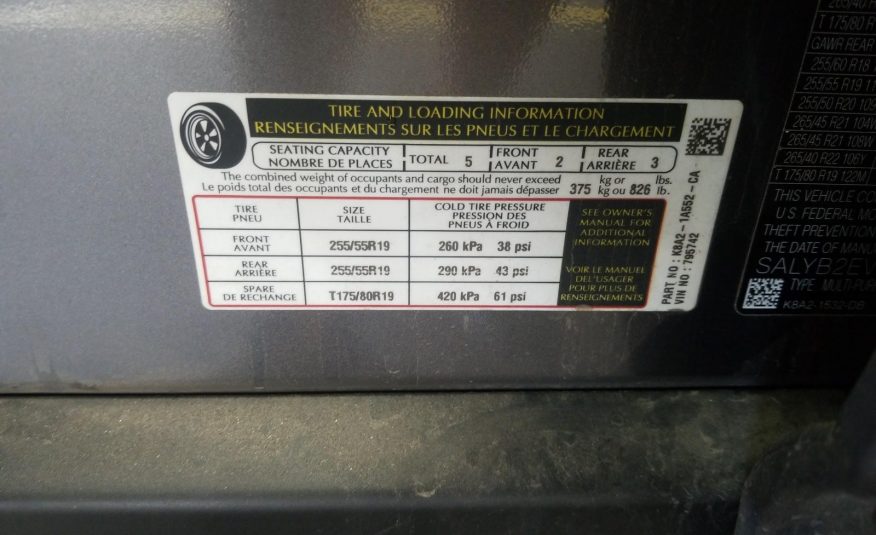 TIRE AND LOADING INFORMATION
RENSEIGNEMENTS SUR LES PNEUS ET LE CHARGEMENT
SEATING CAPACITY
NOMBRE DE PLACES
TOTAL 5
FRONT
AVANT 2
REAR
ARRIÈRE 3
The combined weight of occupants and cargo should never exceed
Le poids total des occupants et du chargement ne doit jamais dépasser
375 kg or 826 lbs.
kg ou lb.
TIRE
PNEU
SIZE
TAILLE
COLD TIRE PRESSURE
PRESSION DES
PNEUS À FROID
FRONT
AVANT
255/55R19
260 kPa 38 psi
REAR
ARRIÈRE
255/55R19
290 kPa 43 psi
SPARE
DE RECHANGE
T175/80R19
420 kPa 61 psi
SEE OWNER'S
MANUAL FOR
ADDITIONAL
INFORMATION
VOIR LE MANUEL
DEL'USAGER
POUR PLUS DE
RENSEIGNEMENTS
PART NO : K8A2-1A552-CA
VIN NO : 795742
T 175/80 R
GAWR REAR
255/60 R18
255/55 R19
255/50 R20 109
265/45 R21 104W
265/45 R21 108W
265/40 R22 106Y
T 175/80 R19 122M
THIS VEHICLE CO
U.S. FEDERAL MO
THEFT PREVENTION
THE DATE OF MANU
SALYB2EV
TYPE: MULTI-PUR
K8A2-1532-DB